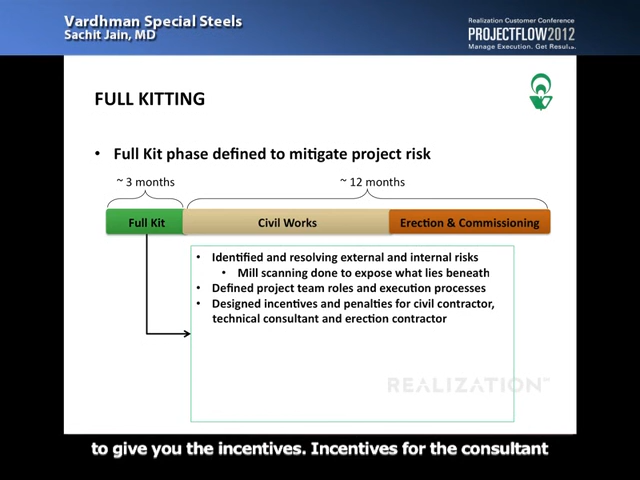 Vardhman Special Steels
Sachit Jain, MD
Realization Customer Conference
PROJECTFLOW2012
Manage Execution. Get Results.
FULL KITTING
• Full Kit phase defined to mitigate project risk
~ 3 months
~ 12 months
Full Kit
Civil Works
Erection & Commissioning
• Identified and resolving external and internal risks
• Mill scanning done to expose what lies beneath
• Defined project team roles and execution processes
• Designed incentives and penalties for civil contractor,
technical consultant and erection contractor
REALIZATION™
to give you the incentives. Incentives for the consultant